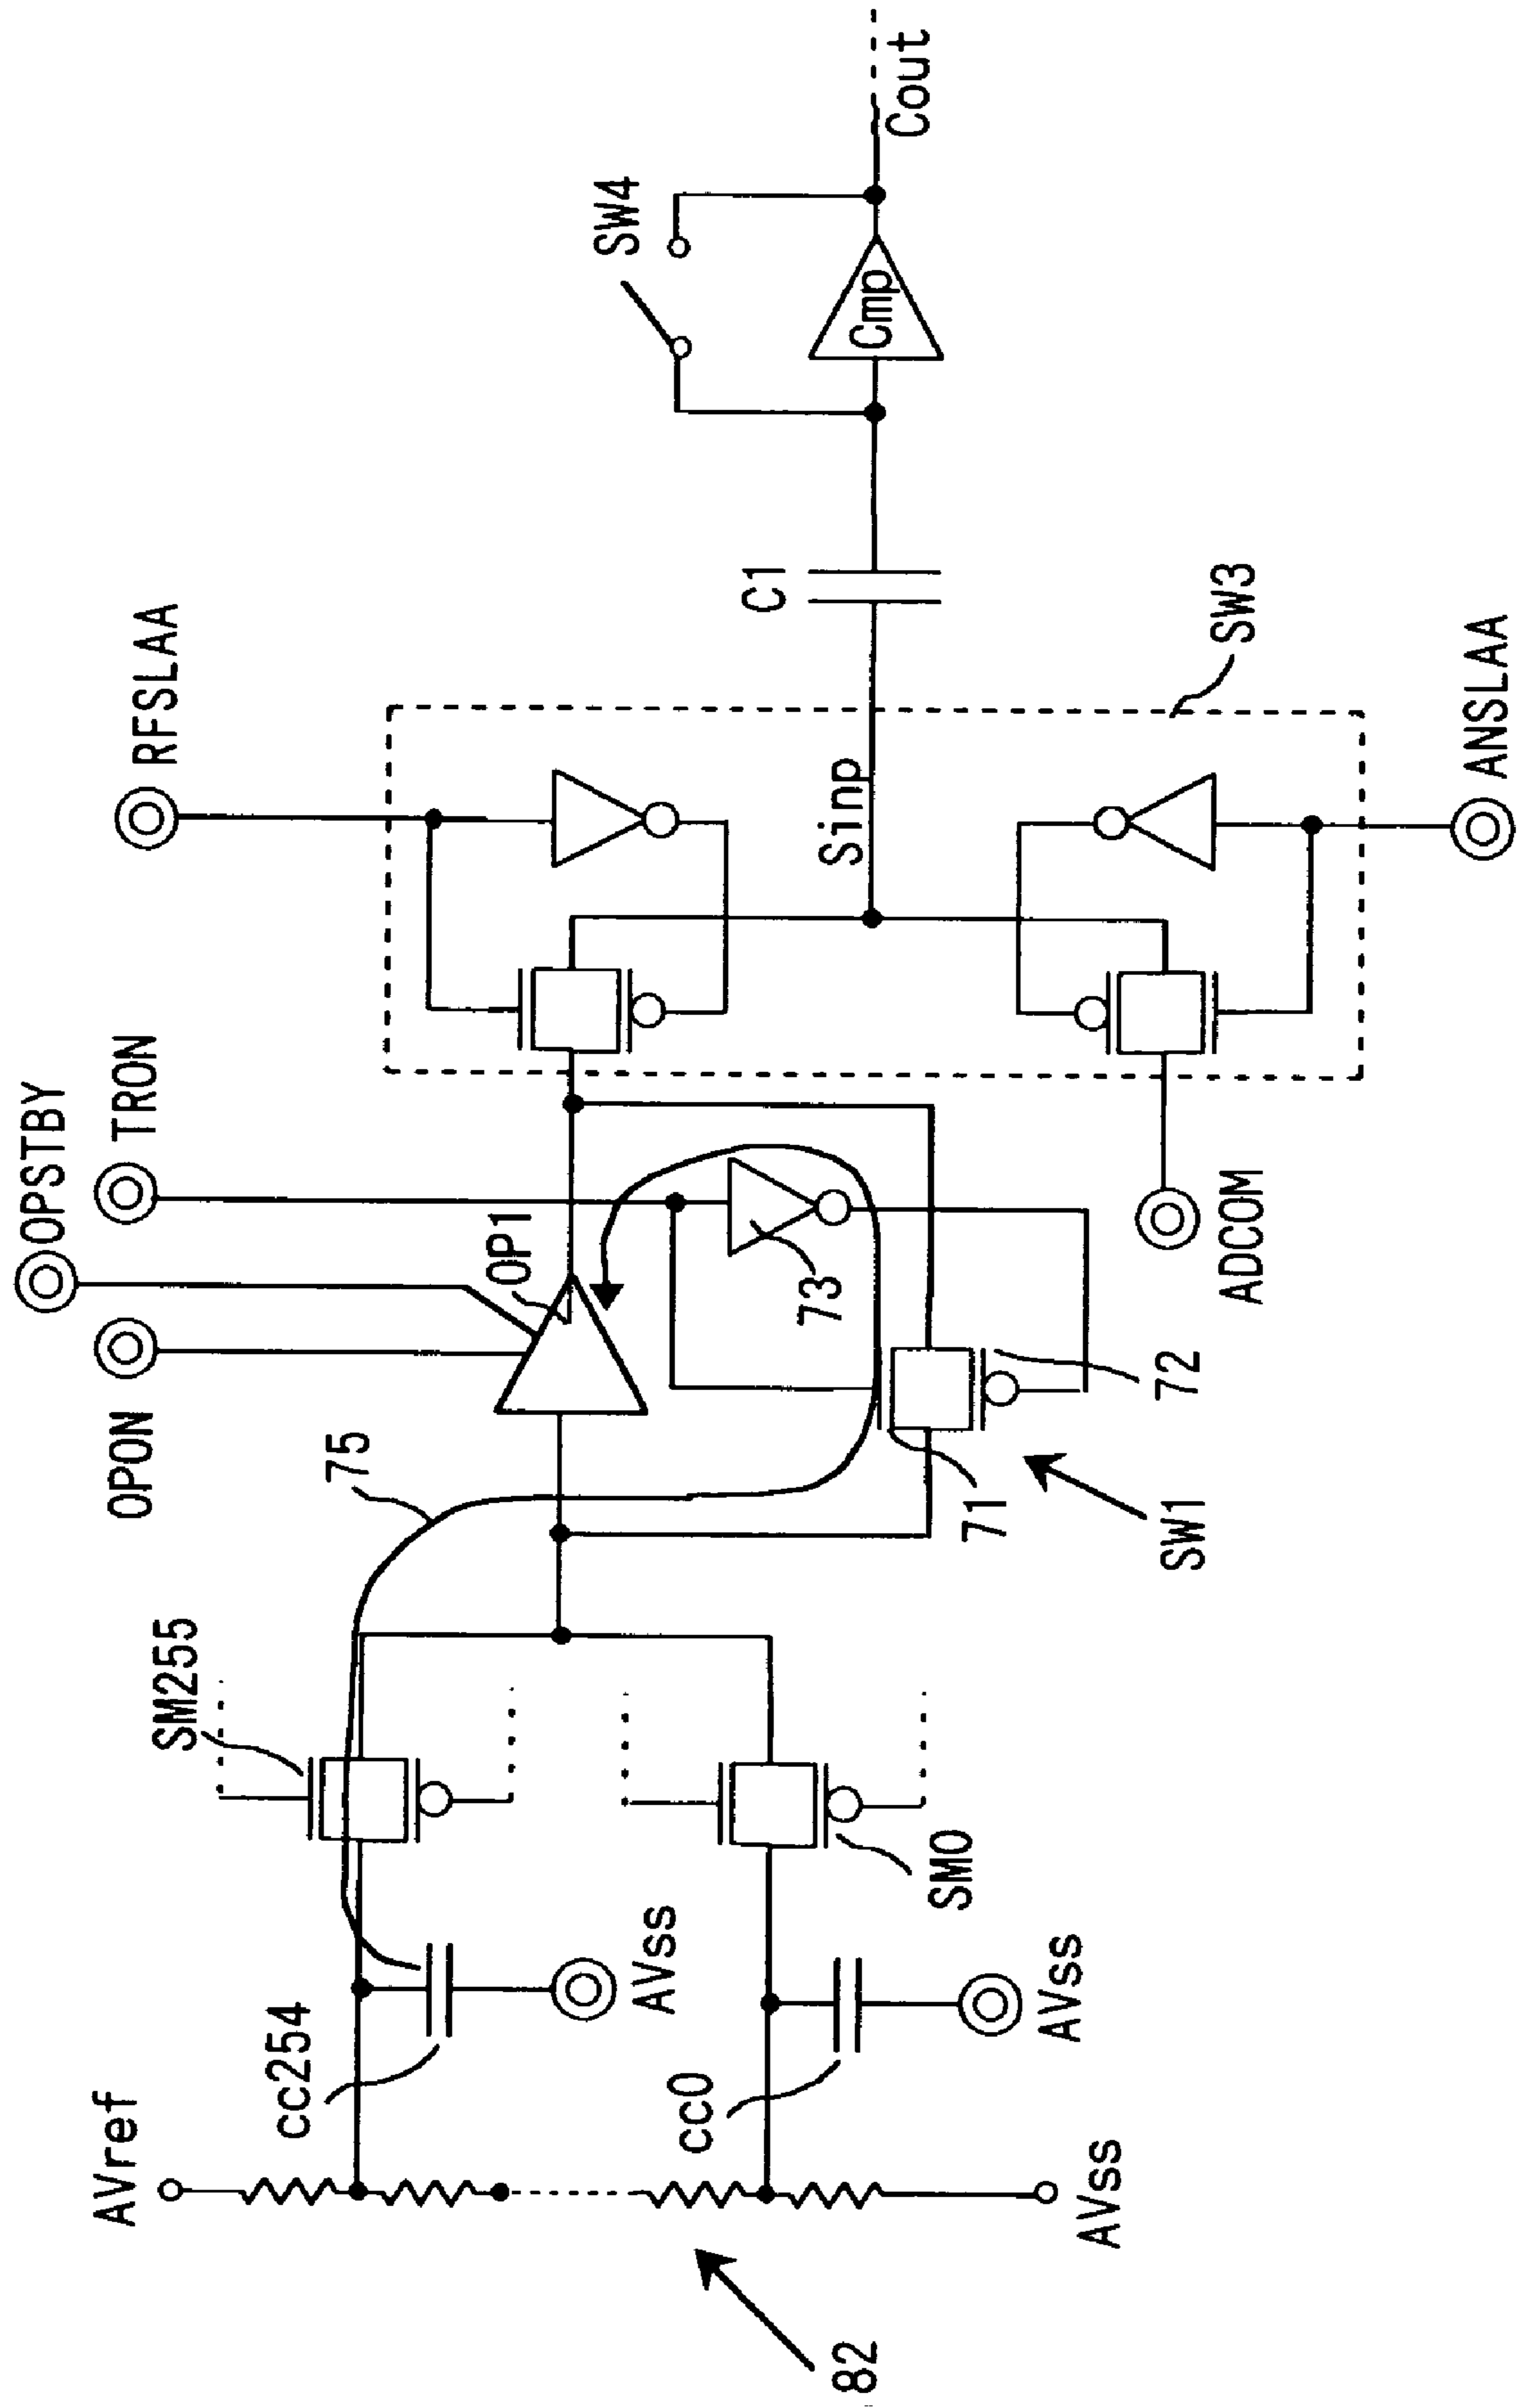 AVref
82
AVss
cc254
AVss
cc0
AVss
SM255
SM0
75
OPON
OPSTBY
TRON
OP1
73
71
72
SW1
RFSLAA
Sinp
SW3
ADCOM
ANSLAA
C1
SW4
Cmp
Cout